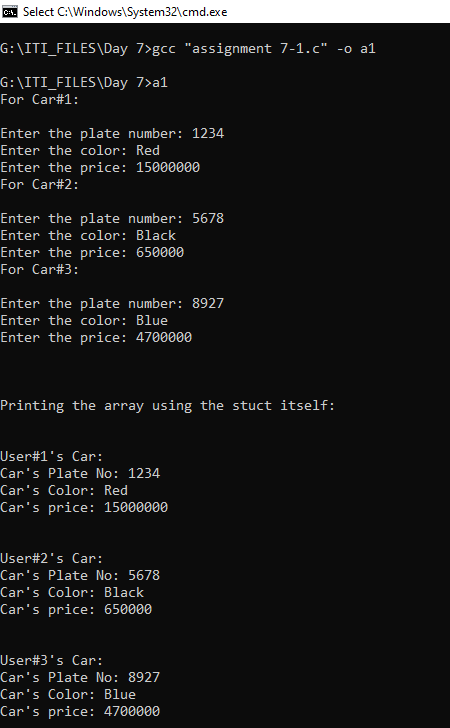 Select C:\Windows\System32\cmd.exe
G:\ITI_FILES\Day 7>gcc "assignment 7-1.c" -o a1
G:\ITI_FILES\Day 7>a1
For Car#1:
Enter the plate number: 1234
Enter the color: Red
Enter the price: 15000000
For Car#2:
Enter the plate number: 5678
Enter the color: Black
Enter the price: 650000
For Car#3:
Enter the plate number: 8927
Enter the color: Blue
Enter the price: 4700000
Printing the array using the stuct itself:
User#1's Car:
Car's Plate No: 1234
Car's Color: Red
Car's price: 15000000
User#2's Car:
Car's Plate No: 5678
Car's Color: Black
Car's price: 650000
User#3's Car:
Car's Plate No: 8927
Car's Color: Blue
Car's price: 4700000